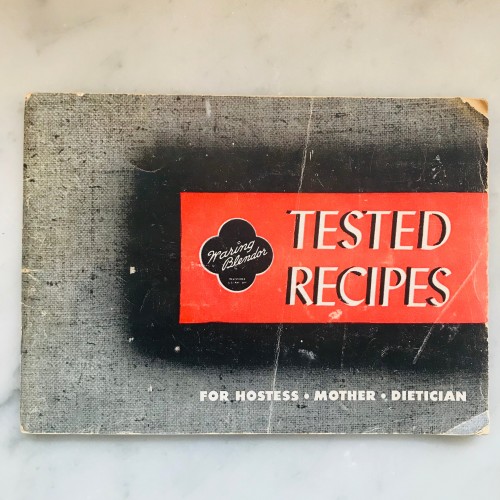 Waring
Blendor
TESTED
RECIPES
FOR HOSTESS • MOTHER • DIETICIAN